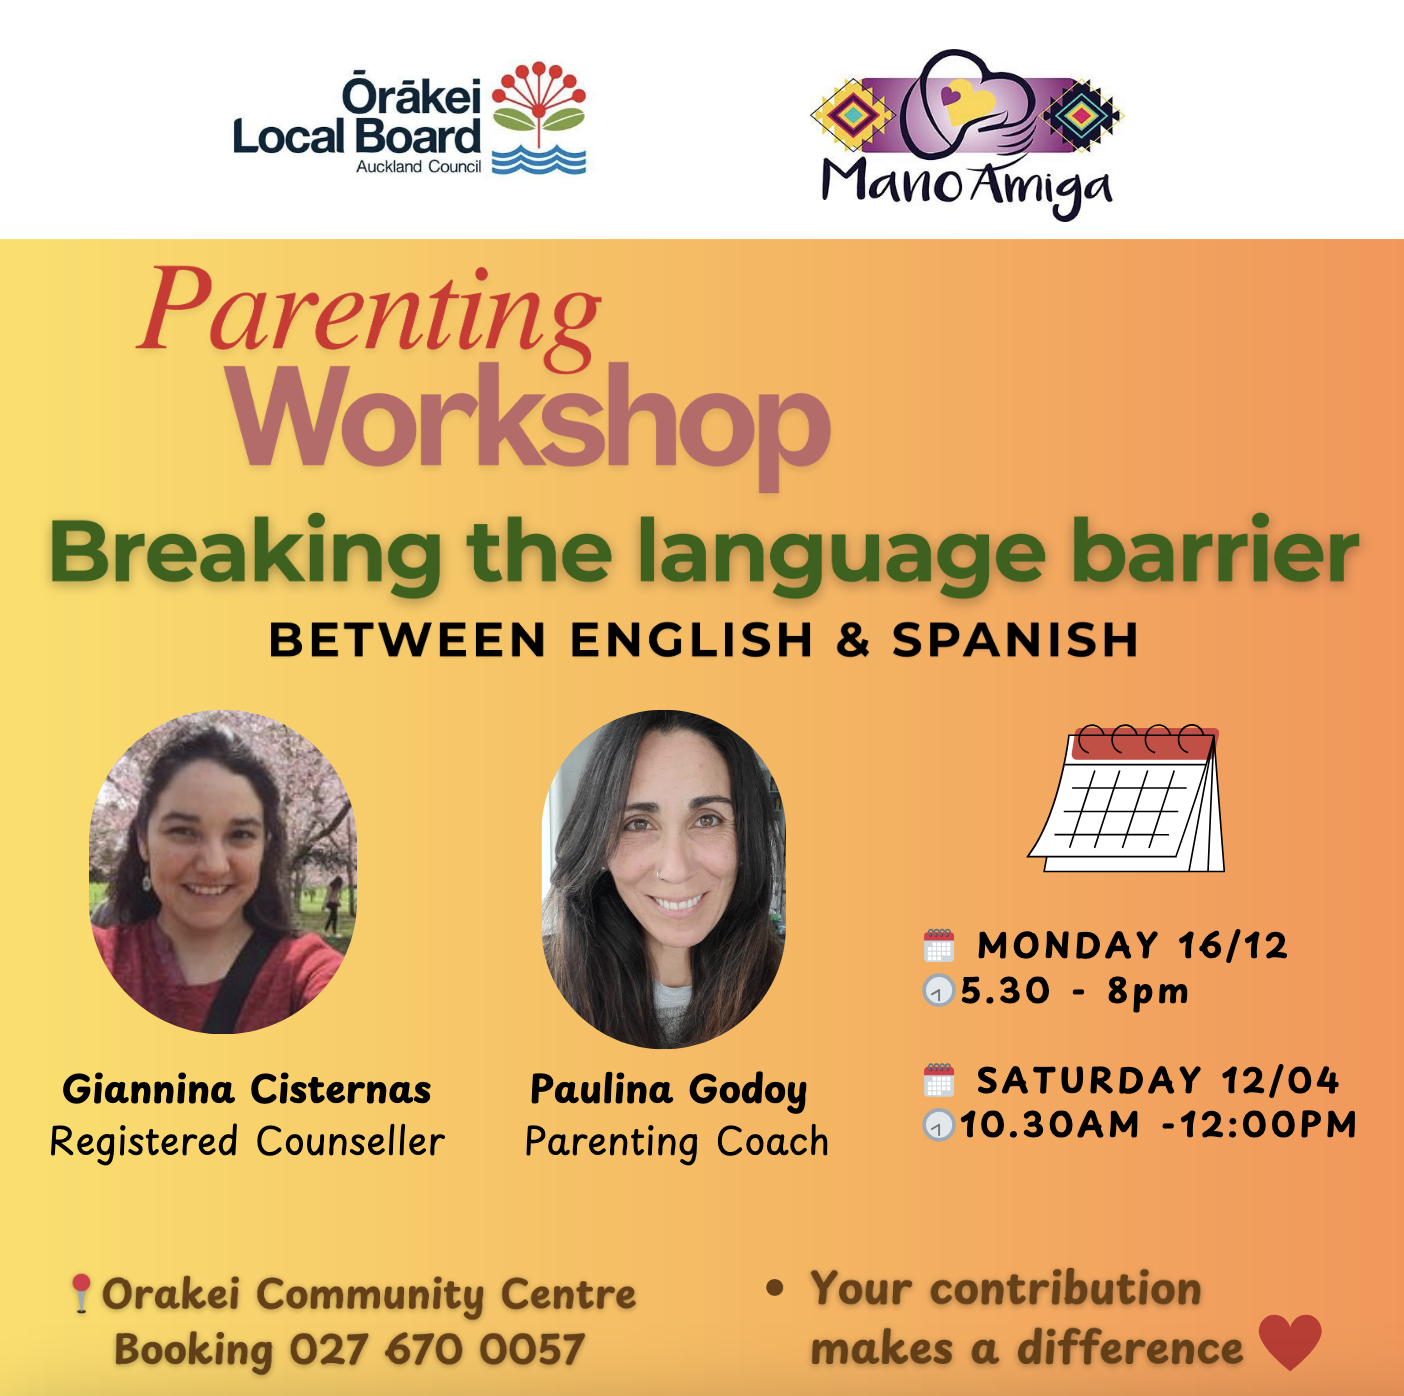 Ōrākei
Local Board
Auckland Council
Mano Amiga
Parenting
Workshop
Breaking the language barrier
BETWEEN ENGLISH & SPANISH
Giannina Cisternas
Registered Counseller
Paulina Godoy
Parenting Coach
MONDAY 16/12
5.30 - 8pm
SATURDAY 12/04
10.30AM -12:00PM
Orakei Community Centre
Booking 027 670 0057
• Your contribution
makes a difference